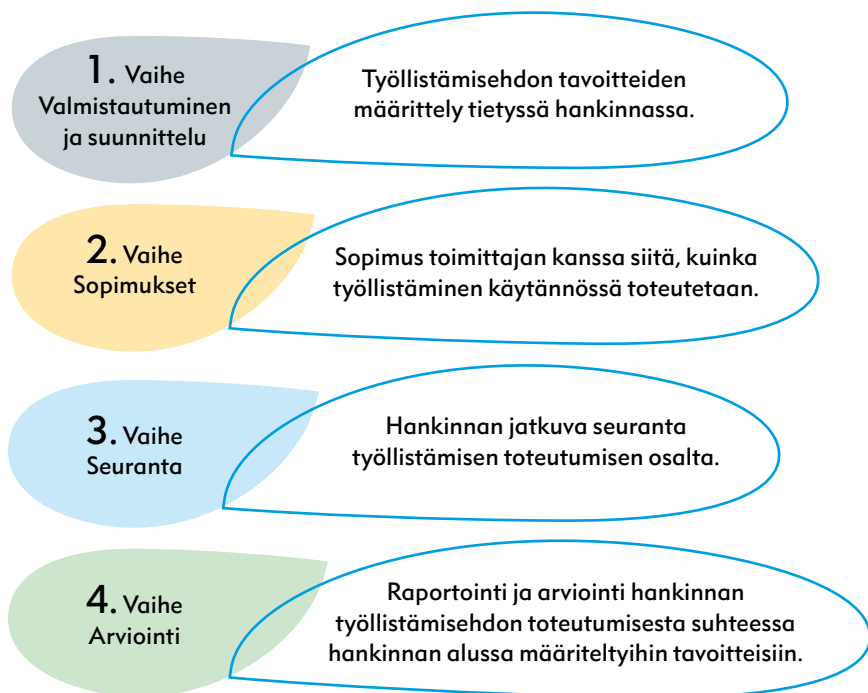 1. Vaihe
Valmistautuminen
ja suunnittelu
Työllistämisehdon tavoitteiden
määrittely tietyssä hankinnassa.
2. Vaihe
Sopimukset
Sopimus toimittajan kanssa siitä, kuinka
työllistäminen käytännössä toteutetaan.
3. Vaihe
Seuranta
Hankinnan jatkuva seuranta
työllistämisen toteutumisen osalta.
4. Vaihe
Arviointi
Raportointi ja arviointi hankinnan
työllistämisehdon toteutumisesta suhteessa
hankinnan alussa määriteltyihin tavoitteisiin.